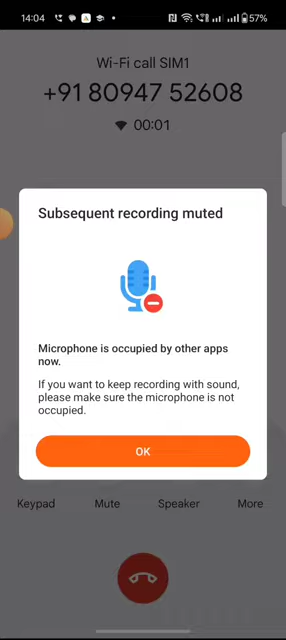 14:04
57%
Wi-Fi call SIM1
+91 80947 52608
00:01
Subsequent recording muted
Microphone is occupied by other apps
now.
If you want to keep recording with sound,
please make sure the microphone is not
occupied.
OK
Keypad Mute Speaker More